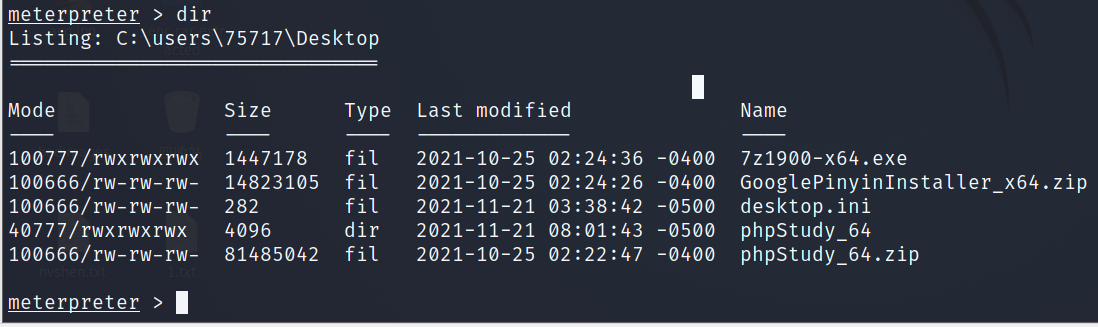 meterpreter > dir
Listing: C:\users\75717\Desktop
===============================
Mode Size Type Last modified Name
---- ---- ---- ------------- ----
100777/rwxrwxrwx 1447178 fil 2021-10-25 02:24:36 -0400 7z1900-x64.exe
100666/rw-rw-rw- 14823105 fil 2021-10-25 02:24:26 -0400 GooglePinyinInstaller_x64.zip
100666/rw-rw-rw- 282 fil 2021-11-21 03:38:42 -0500 desktop.ini
40777/rwxrwxrwx 4096 dir 2021-11-21 08:01:43 -0500 phpStudy_64
100666/rw-rw-rw- 81485042 fil 2021-10-25 02:22:47 -0400 phpStudy_64.zip
nvshen.txt 1.txt
meterpreter >